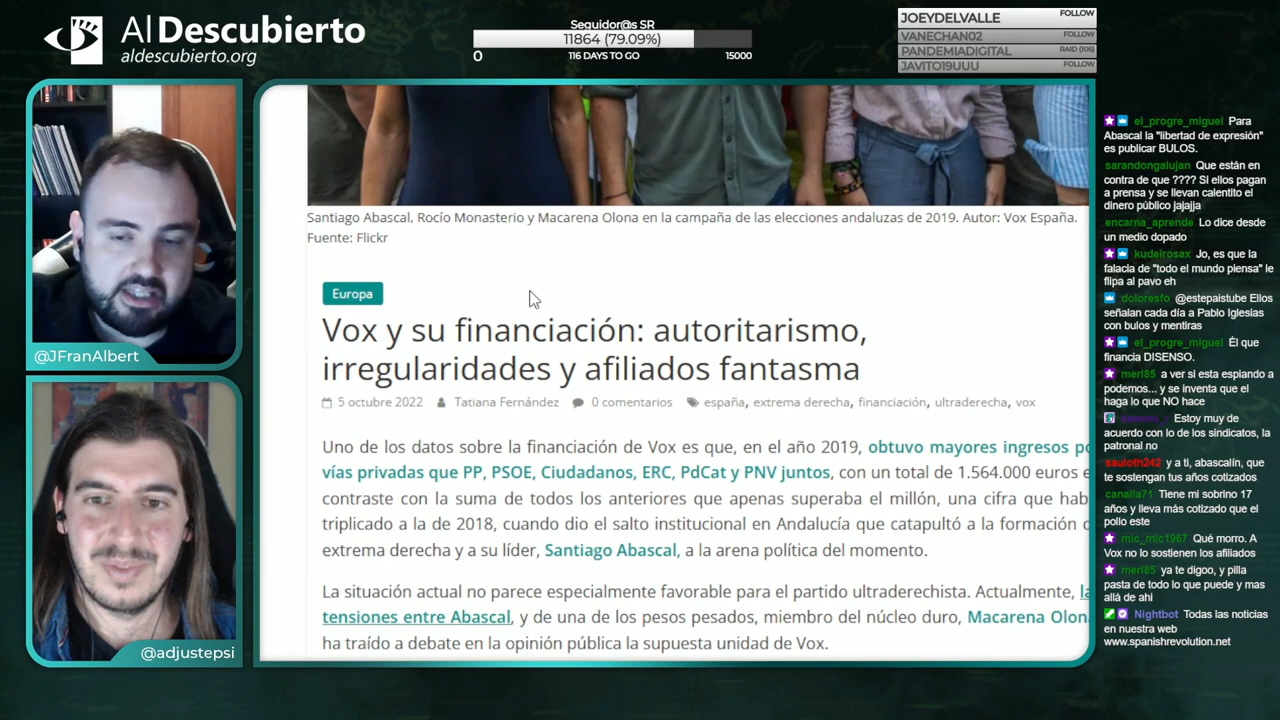 Al Descubierto
aldescubierto.org
Seguidor@s SR
11864 (79.09%)
0
116 DAYS TO GO
15000
JOEYDELVALLE FOLLOW
VANECHAN02 FOLLOW
PANDEMIADIGITAL RAID (106)
JAVITO19UUU FOLLOW
@JFranAlbert
@adjustepsi
Santiago Abascal, Rocío Monasterio y Macarena Olona en la campaña de las elecciones andaluzas de 2019. Autor: Vox España.
Fuente: Flickr
Europa
Vox y su financiación: autoritarismo,
irregularidades y afiliados fantasma
5 octubre 2022 Tatiana Fernández 0 comentarios españa, extrema derecha, financiación, ultraderecha, vox
Uno de los datos sobre la financiación de Vox es que, en el año 2019, obtuvo mayores ingresos po
vías privadas que PP, PSOE, Ciudadanos, ERC, PdCat y PNV juntos, con un total de 1.564.000 euros e
contraste con la suma de todos los anteriores que apenas superaba el millón, una cifra que hab
triplicado a la de 2018, cuando dio el salto institucional en Andalucía que catapultó a la formación d
extrema derecha y a su líder, Santiago Abascal, a la arena política del momento.
La situación actual no parece especialmente favorable para el partido ultraderechista. Actualmente, la
tensiones entre Abascal, y de una de los pesos pesados, miembro del núcleo duro, Macarena Olona
ha traído a debate en la opinión pública la supuesta unidad de Vox.
el_progre_miguel Para
Abascal la "libertad de expresión"
es publicar BULOS.
sarandongalujan Que están en
contra de que ???? Si ellos pagan
a prensa y se llevan calentito el
dinero público jajajja
encarna_aprende Lo dice desde
un medio dopado
kudelrosax Jo, es que la
falacia de "todo el mundo piensa" le
flipa al pavo eh
doloresfo @estepaistube Ellos
señalan cada día a Pablo Iglesias
con bulos y mentiras
el_progre_miguel Él que
financia DISENSO.
merl85 a ver si esta espiando a
podemos... y se inventa que el
haga lo que NO hace
Estoy muy de
acuerdo con lo de los sindicatos, la
patronal no
sauloth242 y a ti, abascalín, que
te sostengan tus años cotizados
canalla71 Tiene mi sobrino 17
años y lleva más cotizado que el
pollo este
mic_mic1967 Qué morro. A
Vox no lo sostienen los afiliados
merl85 ya te digoo, y pilla
pasta de todo lo que puede y mas
allá de ahi
Nightbot Todas las noticias
en nuestra web
www.spanishrevolution.net